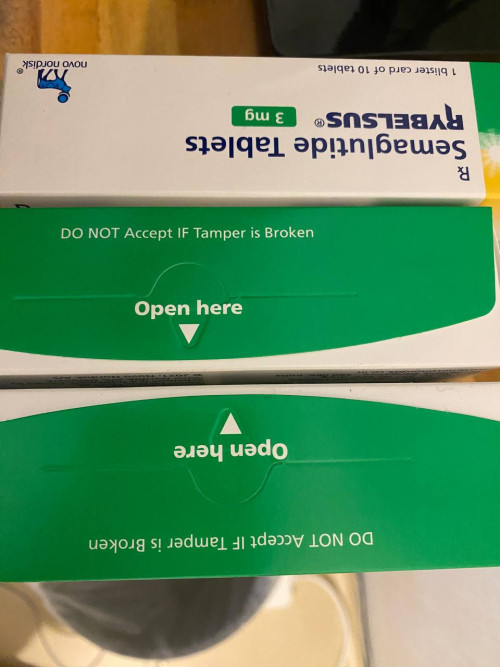 Rx
Semaglutide Tablets
RYBELSUS® 3 mg
1 blister card of 10 tablets
novo nordisk®
DO NOT Accept IF Tamper is Broken
Open here
Open here
DO NOT Accept IF Tamper is Broken